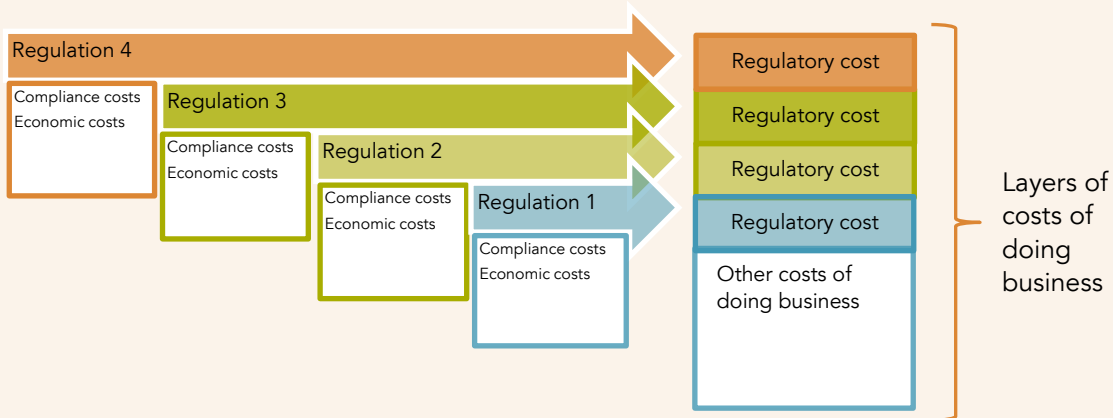 Regulation 4
Compliance costs
Economic costs
Regulation 3
Compliance costs
Economic costs
Regulation 2
Compliance costs
Economic costs
Regulation 1
Compliance costs
Economic costs
Regulatory cost
Regulatory cost
Regulatory cost
Regulatory cost
Other costs of
doing business
Layers of
costs of
doing
business